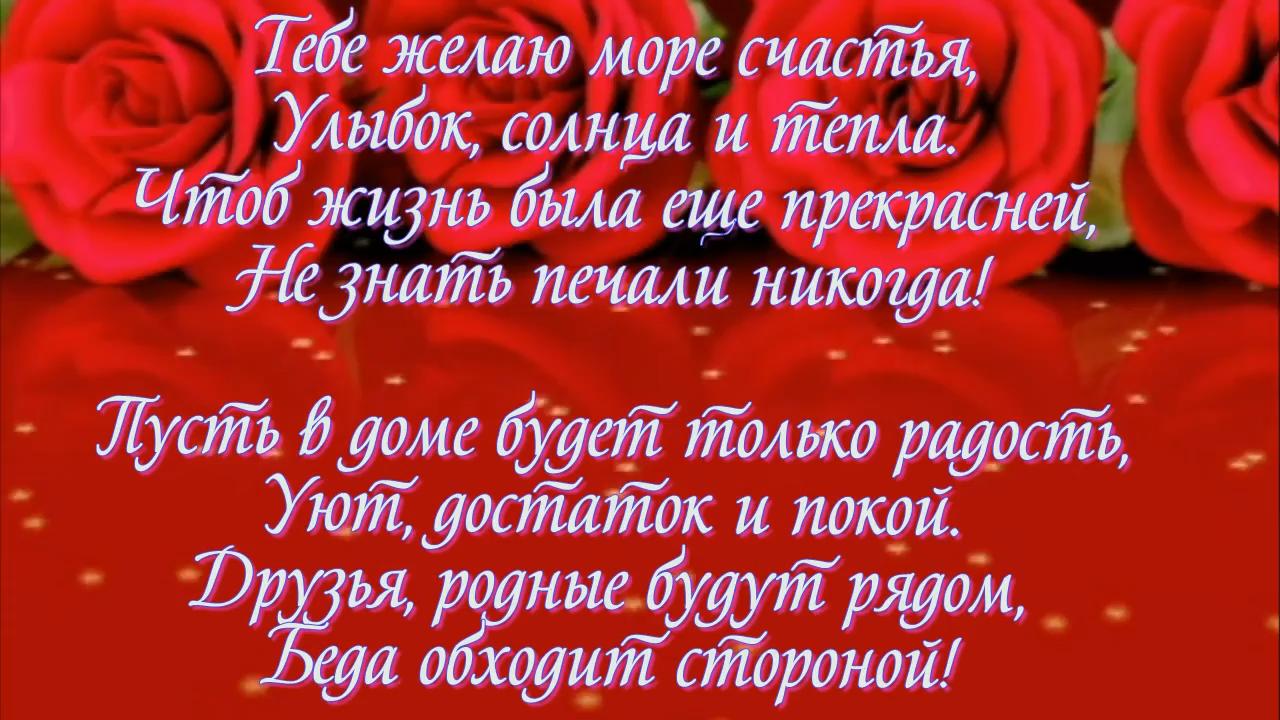 Тебе желаю море счастья,
Улыбок, солнца и тепла.
Чтоб жизнь была еще прекрасней,
Не знать печали никогда!
Пусть в доме будет только радость,
Уют, достаток и покой.
Друзья, родные будут рядом,
Беда обходит стороной!